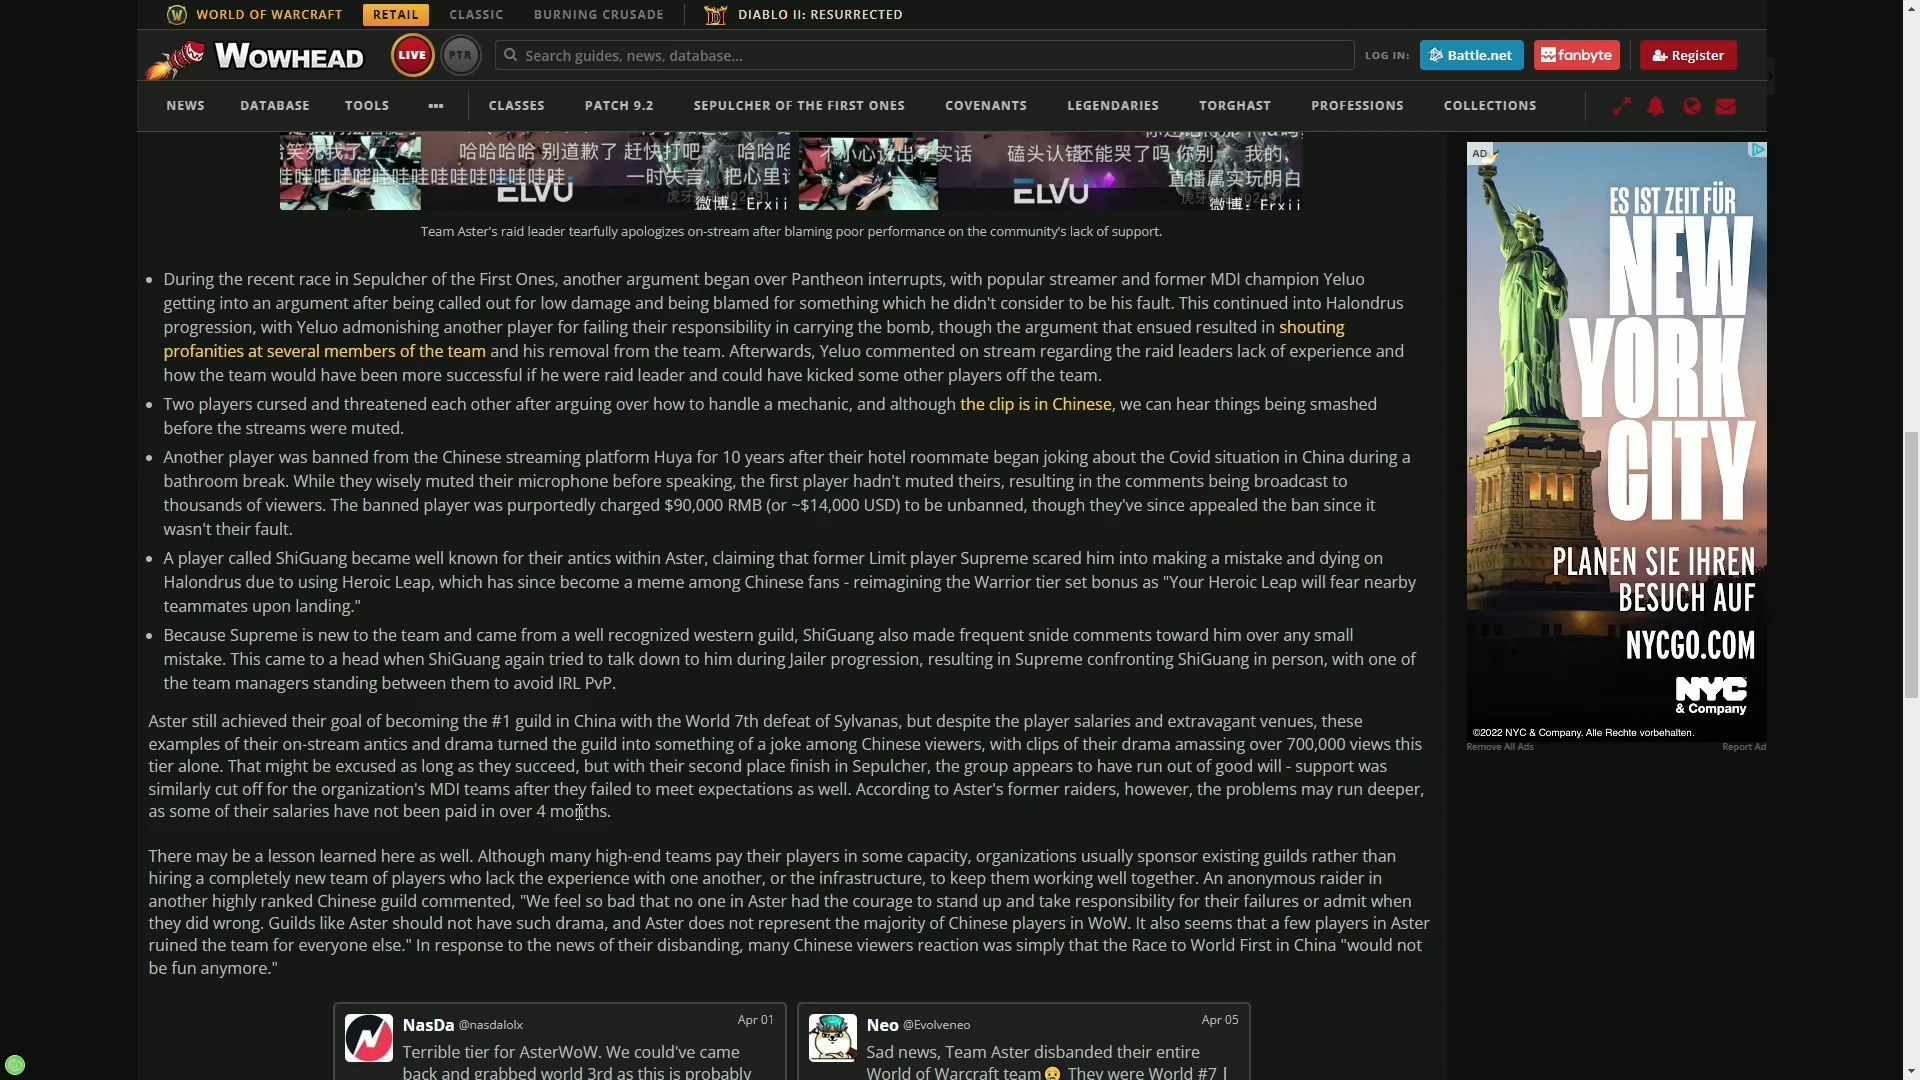 WORLD OF WARCRAFT RETAIL CLASSIC BURNING CRUSADE DIABLO II: RESURRECTED
WOWHEAD LIVE PTR Search guides, news, database... LOG IN: Battle.net fanbyte Register
NEWS DATABASE TOOLS ••• CLASSES PATCH 9.2 SEPULCHER OF THE FIRST ONES COVENANTS LEGENDARIES TORGHAST PROFESSIONS COLLECTIONS
笑死我了 哈哈哈哈 别道歉了 赶快打吧 哈哈哈
哇哇哇哇哇哇哇哇哇哇哇哇哇哇哇
一时失言，把心里
ELVUI
微博：Erxii
不小心说出了实话 磕头认错 还能哭了吗 你别 我的，
直播属实玩明白
ELVUI
微博：Erxii
Team Aster's raid leader tearfully apologizes on-stream after blaming poor performance on the community's lack of support.
• During the recent race in Sepulcher of the First Ones, another argument began over Pantheon interrupts, with popular streamer and former MDI champion Yeluo
getting into an argument after being called out for low damage and being blamed for something which he didn't consider to be his fault. This continued into Halondrus
progression, with Yeluo admonishing another player for failing their responsibility in carrying the bomb, though the argument that ensued resulted in shouting
profanities at several members of the team and his removal from the team. Afterwards, Yeluo commented on stream regarding the raid leaders lack of experience and
how the team would have been more successful if he were raid leader and could have kicked some other players off the team.
• Two players cursed and threatened each other after arguing over how to handle a mechanic, and although the clip is in Chinese, we can hear things being smashed
before the streams were muted.
• Another player was banned from the Chinese streaming platform Huya for 10 years after their hotel roommate began joking about the Covid situation in China during a
bathroom break. While they wisely muted their microphone before speaking, the first player hadn't muted theirs, resulting in the comments being broadcast to
thousands of viewers. The banned player was purportedly charged $90,000 RMB (or ~$14,000 USD) to be unbanned, though they've since appealed the ban since it
wasn't their fault.
• A player called ShiGuang became well known for their antics within Aster, claiming that former Limit player Supreme scared him into making a mistake and dying on
Halondrus due to using Heroic Leap, which has since become a meme among Chinese fans - reimagining the Warrior tier set bonus as "Your Heroic Leap will fear nearby
teammates upon landing."
• Because Supreme is new to the team and came from a well recognized western guild, ShiGuang also made frequent snide comments toward him over any small
mistake. This came to a head when ShiGuang again tried to talk down to him during Jailer progression, resulting in Supreme confronting ShiGuang in person, with one of
the team managers standing between them to avoid IRL PvP.
Aster still achieved their goal of becoming the #1 guild in China with the World 7th defeat of Sylvanas, but despite the player salaries and extravagant venues, these
examples of their on-stream antics and drama turned the guild into something of a joke among Chinese viewers, with clips of their drama amassing over 700,000 views this
tier alone. That might be excused as long as they succeed, but with their second place finish in Sepulcher, the group appears to have run out of good will - support was
similarly cut off for the organization's MDI teams after they failed to meet expectations as well. According to Aster's former raiders, however, the problems may run deeper,
as some of their salaries have not been paid in over 4 months.
There may be a lesson learned here as well. Although many high-end teams pay their players in some capacity, organizations usually sponsor existing guilds rather than
hiring a completely new team of players who lack the experience with one another, or the infrastructure, to keep them working well together. An anonymous raider in
another highly ranked Chinese guild commented, "We feel so bad that no one in Aster had the courage to stand up and take responsibility for their failures or admit when
they did wrong. Guilds like Aster should not have such drama, and Aster does not represent the majority of Chinese players in WoW. It also seems that a few players in Aster
ruined the team for everyone else." In response to the news of their disbanding, many Chinese viewers reaction was simply that the Race to World First in China "would not
be fun anymore."
NasDa @nasdalolx Apr 01
Terrible tier for AsterWoW. We could've came
back and grabbed world 3rd as this is probably
Neo @Evolveneo Apr 05
Sad news, Team Aster disbanded their entire
World of Warcraft team😥 They were World #7 |
AD
ES IST ZEIT FÜR
NEW
YORK
CITY
PLANEN SIE IHREN
BESUCH AUF
NYCGO.COM
NYC
& Company
©2022 NYC & Company. Alle Rechte vorbehalten.
Remove All Ads Report Ad